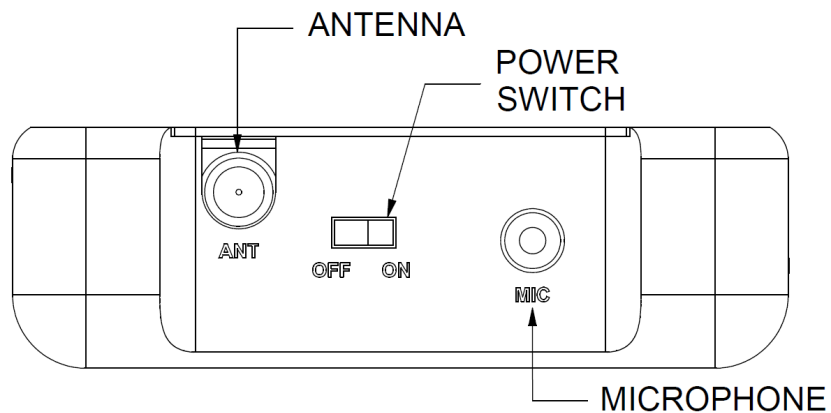 ANTENNA
POWER
SWITCH
ANT
OFF ON
MIC
MICROPHONE